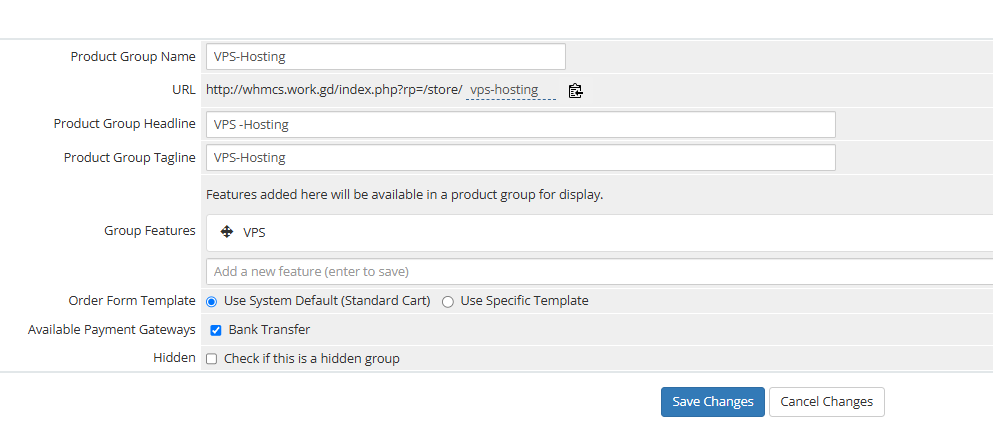 Product Group Name VPS-Hosting
URL http://whmcs.work.gd/index.php?rp=/store/ vps-hosting
Product Group Headline VPS -Hosting
Product Group Tagline VPS-Hosting
Features added here will be available in a product group for display.
Group Features VPS
Add a new feature (enter to save)
Order Form Template Use System Default (Standard Cart) Use Specific Template
Available Payment Gateways Bank Transfer
Hidden Check if this is a hidden group
Save Changes Cancel Changes